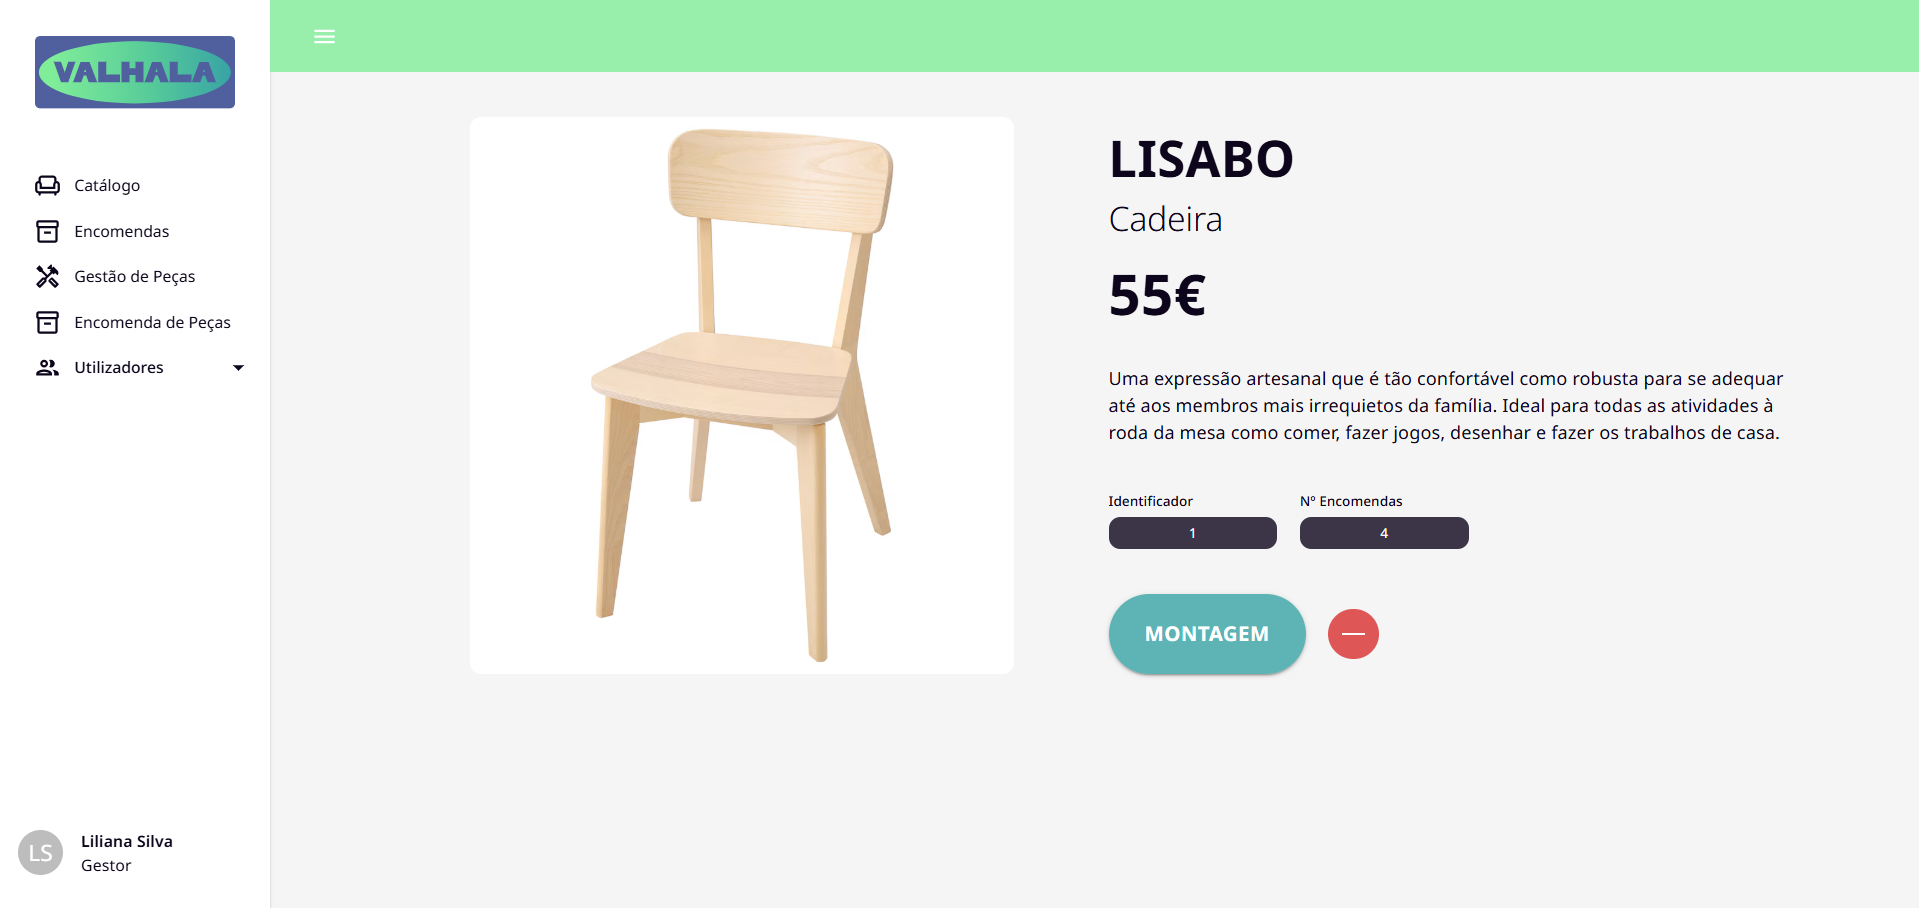 VALHALA
Catálogo
Encomendas
Gestão de Peças
Encomenda de Peças
Utilizadores
LS
Liliana Silva
Gestor
LISABO
Cadeira
55€
Uma expressão artesanal que é tão confortável como robusta para se adequar
até aos membros mais irrequietos da família. Ideal para todas as atividades à
roda da mesa como comer, fazer jogos, desenhar e fazer os trabalhos de casa.
Identificador
Nº Encomendas
1
4
MONTAGEM